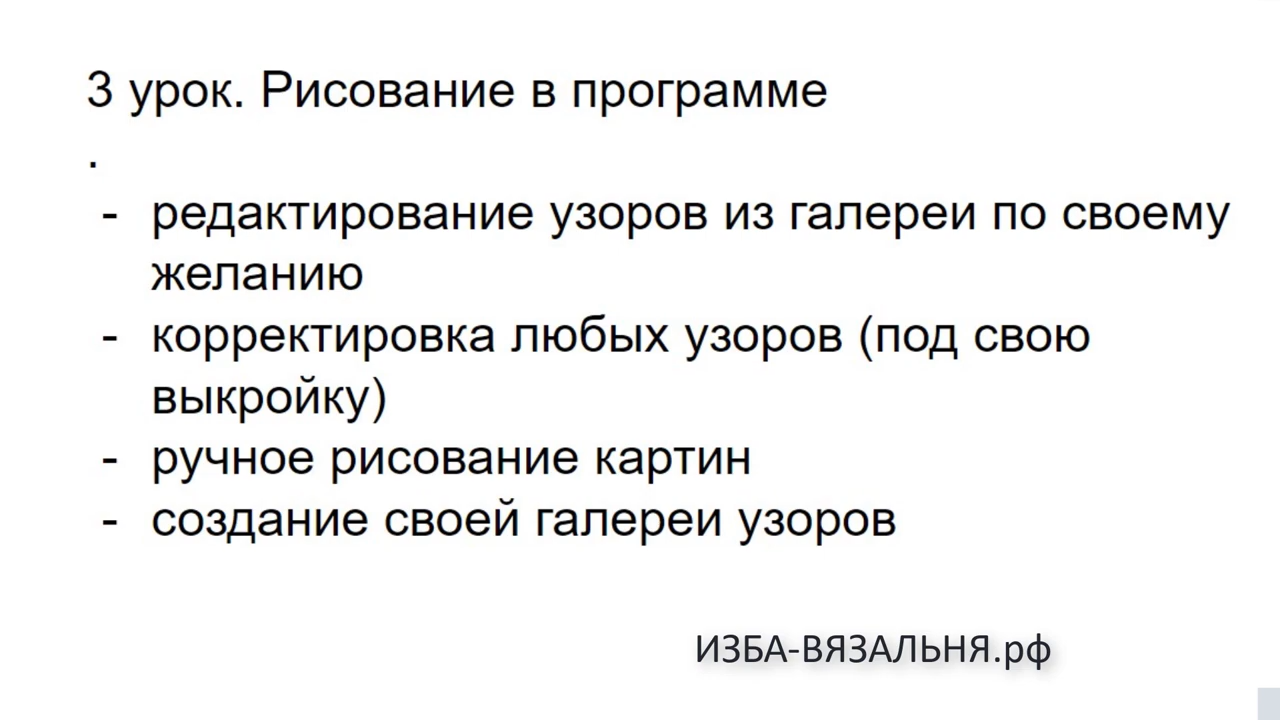 3 урок. Рисование в программе
.
- редактирование узоров из галереи по своему
желанию
- корректировка любых узоров (под свою
выкройку)
- ручное рисование картин
- создание своей галереи узоров
ИЗБА-ВЯЗАЛЬНЯ.рф